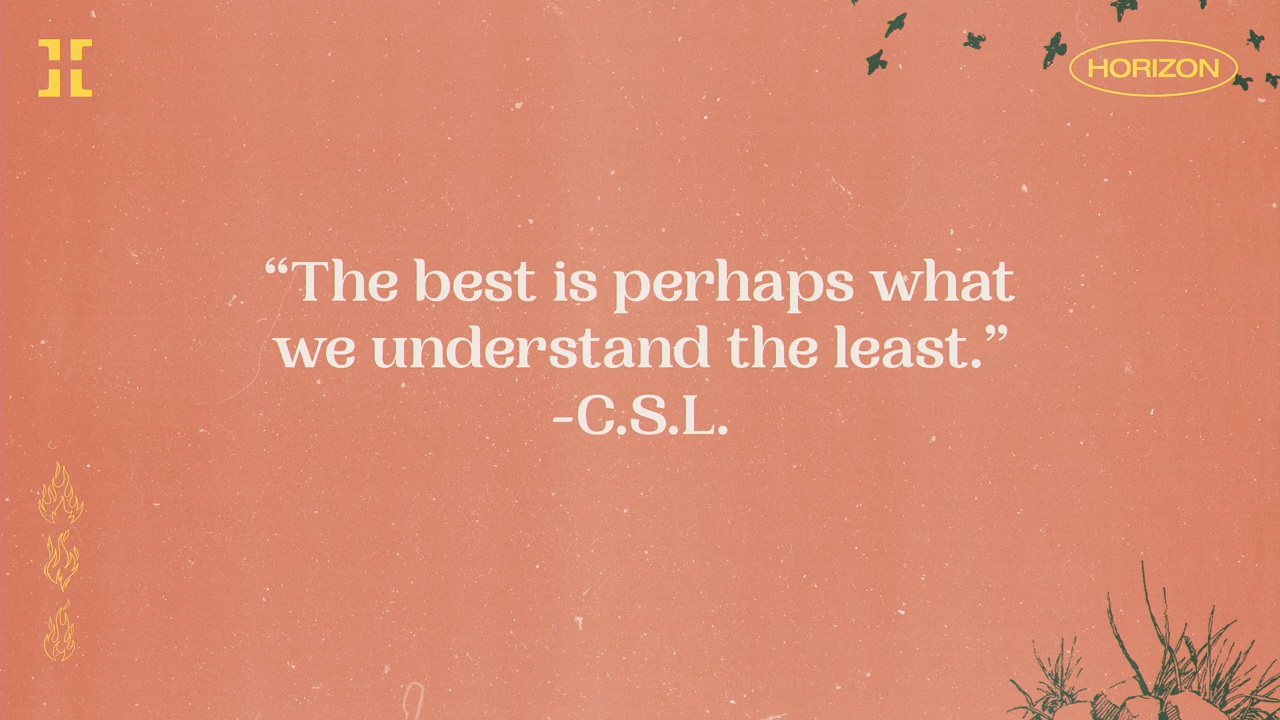 HORIZON
“The best is perhaps what
we understand the least.”
-C.S.L.